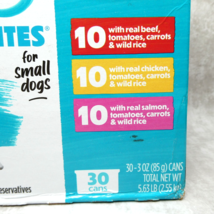 ITES®
for
small
dogs
10 with real beef,
tomatoes, carrots
& wild rice
10 with real chicken,
tomatoes, carrots
& wild rice
10 with real salmon,
tomatoes, carrots
& wild rice
30
cans
30-3 OZ (85 g) CANS
TOTAL NET WT
5.63 LB (2.55 kg)
eservatives